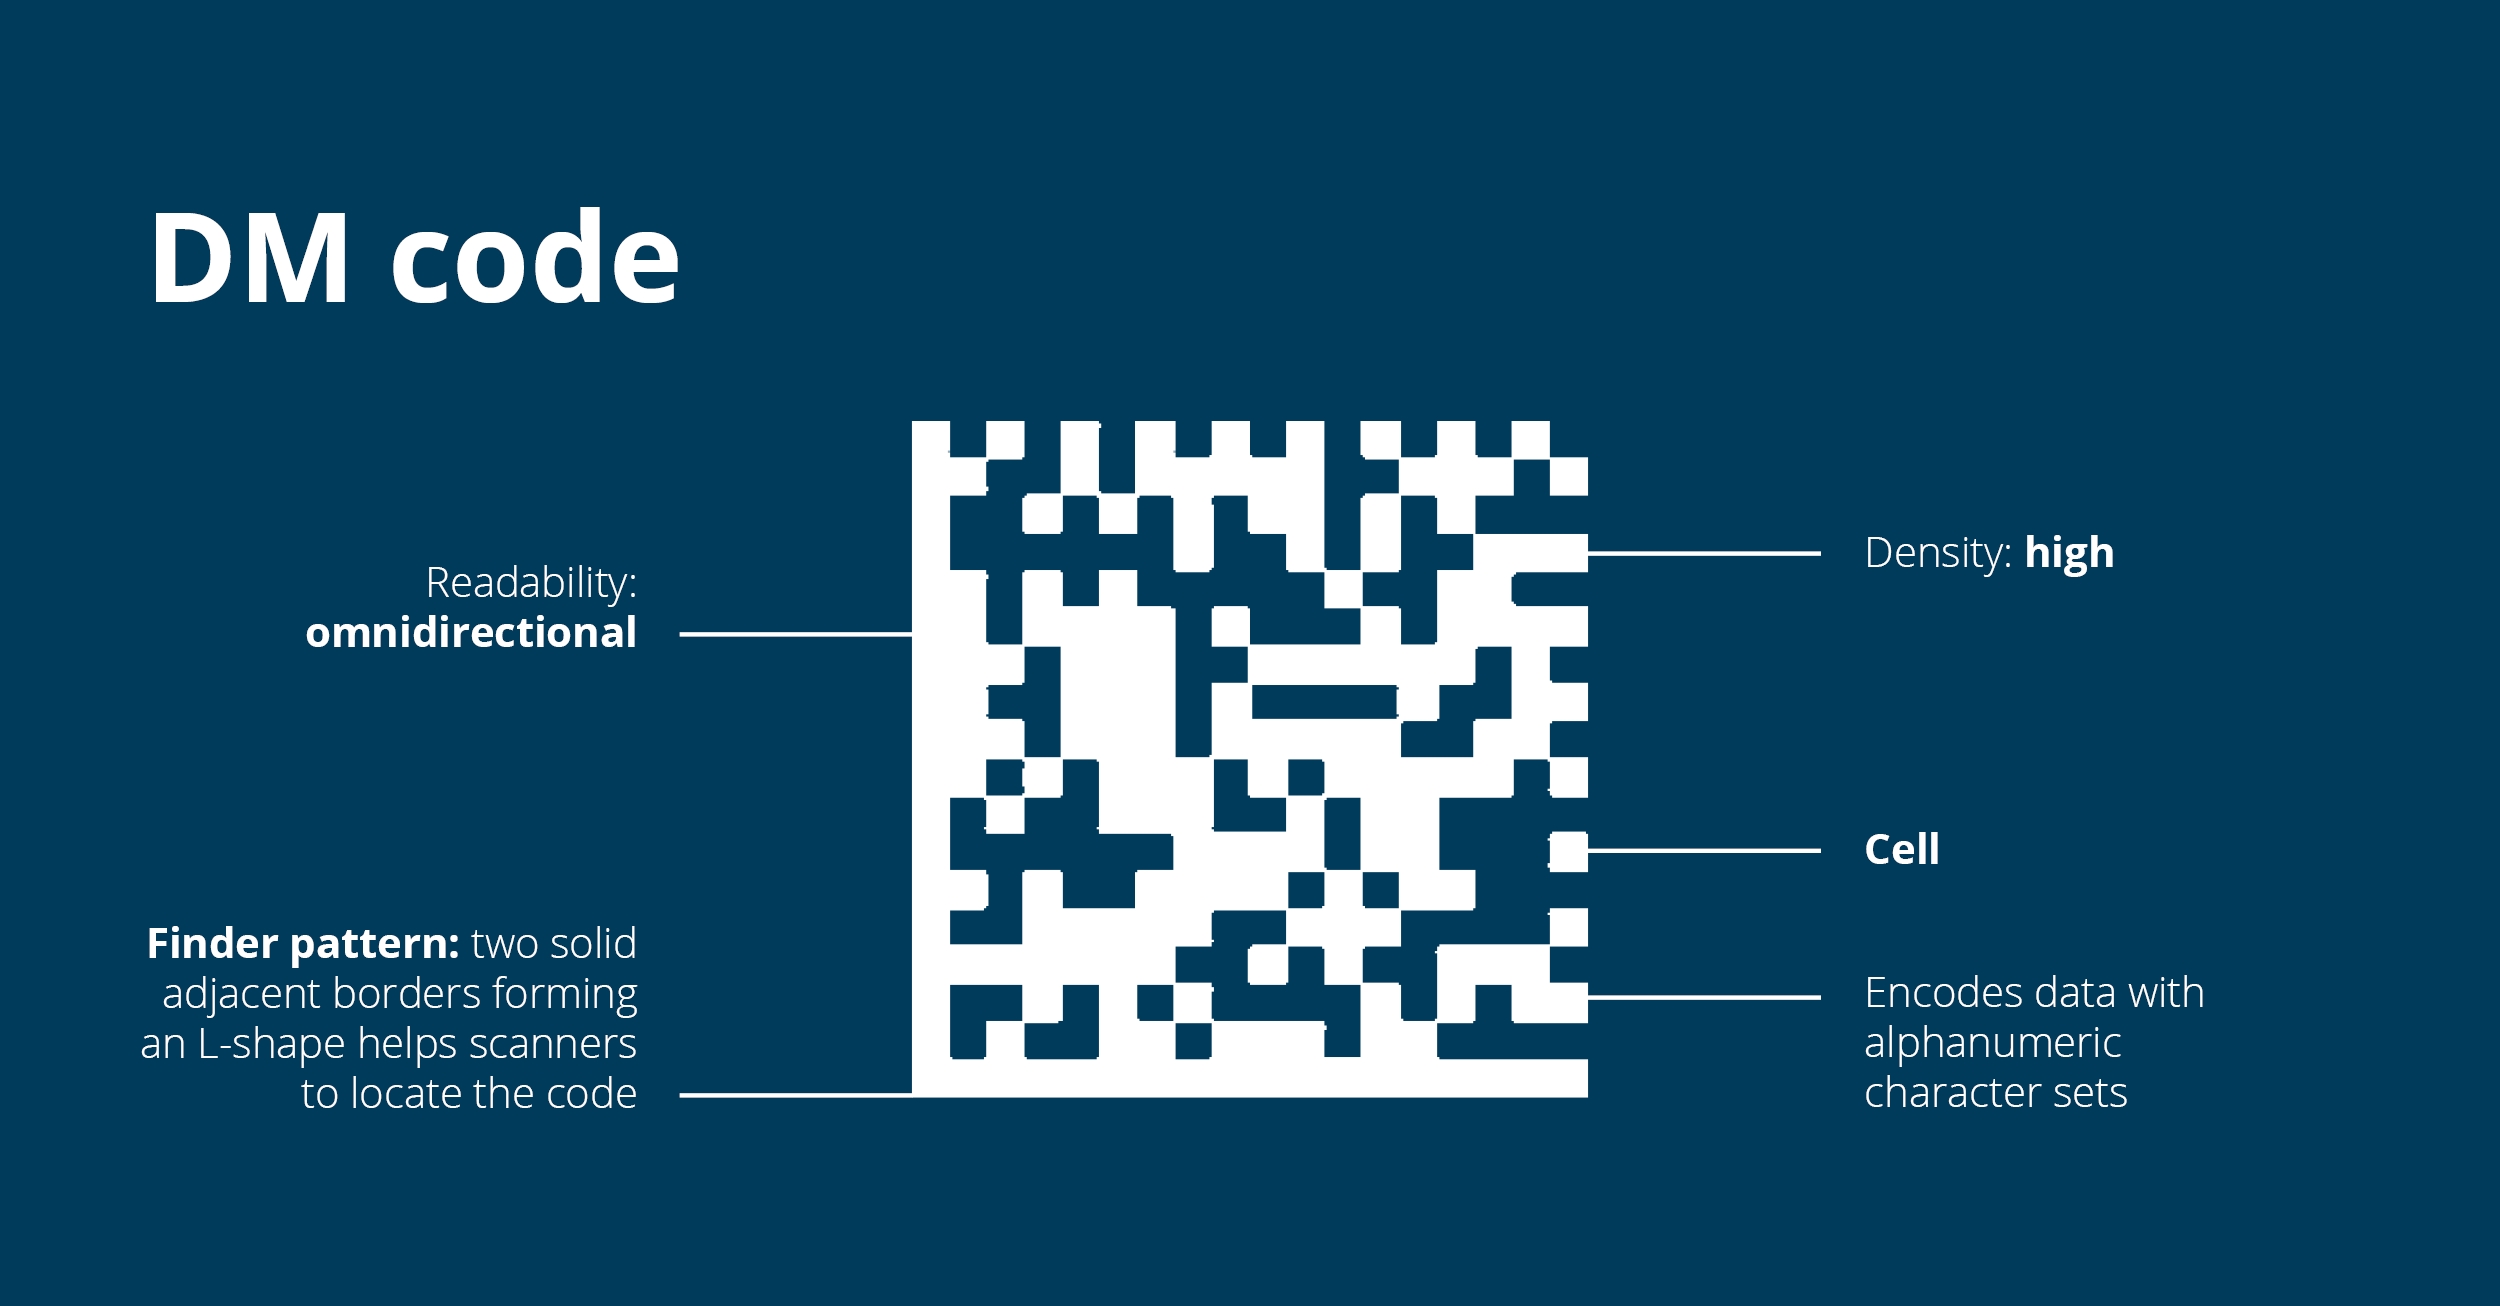 DM code
Readability:
omnidirectional
Finder pattern: two solid
adjacent borders forming
an L-shape helps scanners
to locate the code
Density: high
Cell
Encodes data with
alphanumeric
character sets